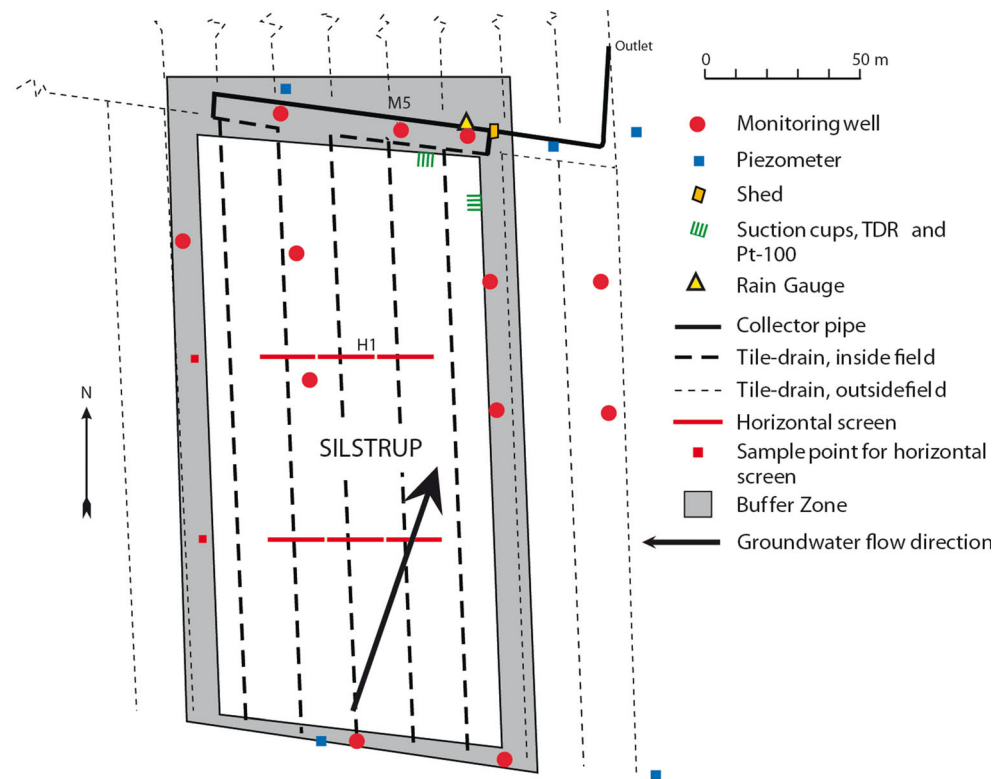 Outlet
0 50 m
M5
Monitoring well
Piezometer
Shed
Suction cups, TDR and
Pt-100
Rain Gauge
Collector pipe
H1
Tile-drain, inside field
N
Tile-drain, outsidefield
Horizontal screen
SILSTRUP
Sample point for horizontal
screen
Buffer Zone
Groundwater flow direction